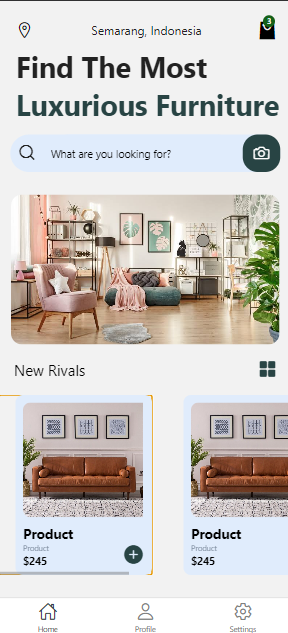 Semarang, Indonesia
3
Find The Most
Luxurious Furniture
What are you looking for?
New Rivals
Product
Product
$245
Product
Product
$245
Home
Profile
Settings